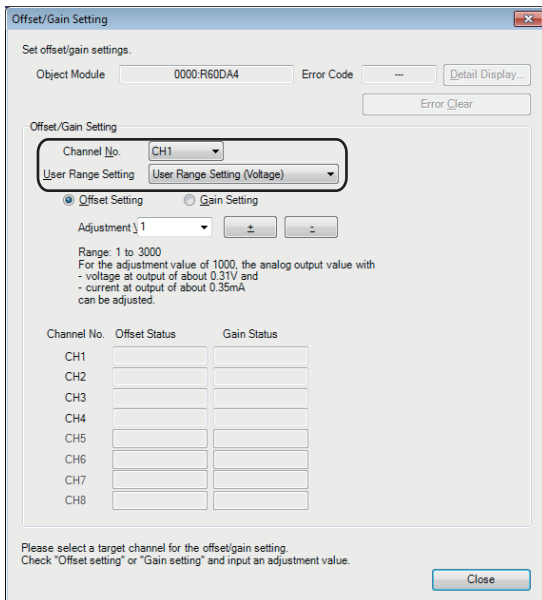 Offset/Gain Setting
Set offset/gain settings.
Object Module 0000:R60DA4 Error Code --- Detail Display...
Error Clear
Offset/Gain Setting
Channel No. CH1
User Range Setting User Range Setting (Voltage)
Offset Setting Gain Setting
Adjustment \ 1 + -
Range: 1 to 3000
For the adjustment value of 1000, the analog output value with
- voltage at output of about 0.31V and
- current at output of about 0.35mA
can be adjusted.
Channel No. Offset Status Gain Status
CH1
CH2
CH3
CH4
CH5
CH6
CH7
CH8
Please select a target channel for the offset/gain setting.
Check "Offset setting" or "Gain setting" and input an adjustment value.
Close